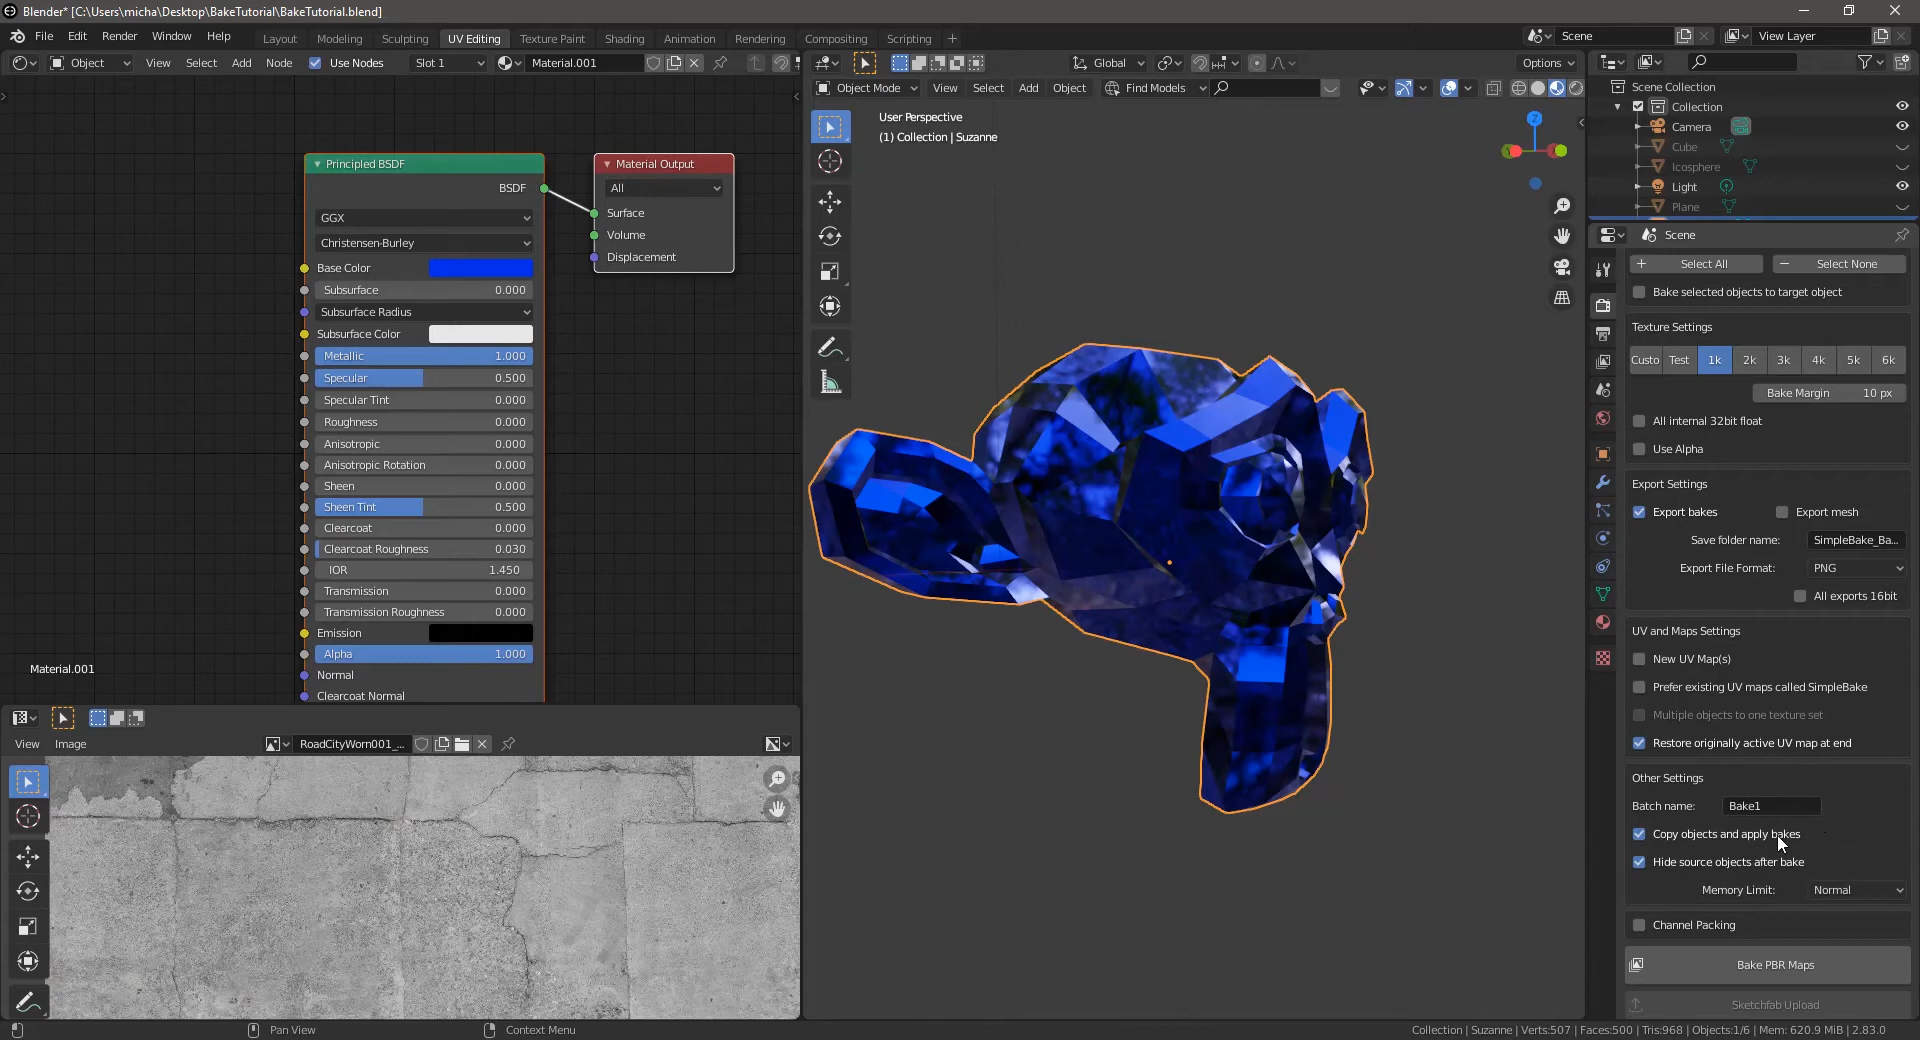 Blender* [C:\Users\micha\Desktop\BakeTutorial\BakeTutorial.blend]
File Edit Render Window Help
Layout Modeling Sculpting UV Editing Texture Paint Shading Animation Rendering Compositing Scripting
Scene View Layer
Object View Select Add Node Use Nodes Slot 1 Material.001
Global Options
Object Mode View Select Add Object Find Models
User Perspective
(1) Collection | Suzanne
Z
Scene Collection
Collection
Camera
Cube
Icosphere
Light
Plane
Principled BSDF
BSDF
GGX
Christensen-Burley
Base Color
Subsurface 0.000
Subsurface Radius
Subsurface Color
Metallic 1.000
Specular 0.500
Specular Tint 0.000
Roughness 0.000
Anisotropic 0.000
Anisotropic Rotation 0.000
Sheen 0.000
Sheen Tint 0.500
Clearcoat 0.000
Clearcoat Roughness 0.030
IOR 1.450
Transmission 0.000
Transmission Roughness 0.000
Emission
Alpha 1.000
Normal
Clearcoat Normal
Material Output
All
Surface
Volume
Displacement
Material.001
View Image RoadCityWorn001_...
Scene
Select All Select None
Bake selected objects to target object
Texture Settings
Custo Test 1k 2k 3k 4k 5k 6k
Bake Margin 10 px
All internal 32bit float
Use Alpha
Export Settings
Export bakes Export mesh
Save folder name: SimpleBake_Ba...
Export File Format: PNG
All exports 16bit
UV and Maps Settings
New UV Map(s)
Prefer existing UV maps called SimpleBake
Multiple objects to one texture set
Restore originally active UV map at end
Other Settings
Batch name: Bake1
Copy objects and apply bakes
Hide source objects after bake
Memory Limit: Normal
Channel Packing
Bake PBR Maps
Sketchfab Upload
Pan View Context Menu
Collection | Suzanne | Verts:507 | Faces:500 | Tris:968 | Objects:1/6 | Mem: 620.9 MiB | 2.83.0